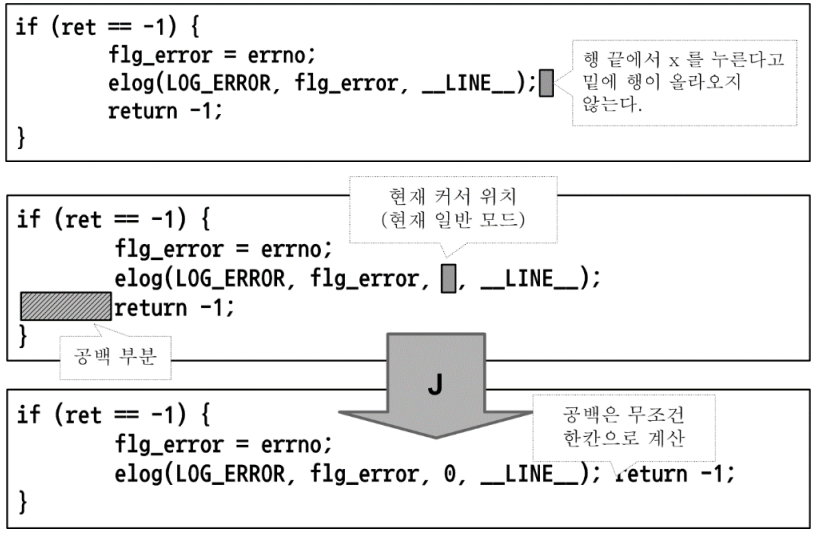 if (ret == -1) {
flg_error = errno;
elog(LOG_ERROR, flg_error, __LINE__);
return -1;
}
행 끝에서 x 를 누른다고
밑에 행이 올라오지
않는다.
현재 커서 위치
(현재 일반 모드)
if (ret == -1) {
flg_error = errno;
elog(LOG_ERROR, flg_error, , __LINE__);
return -1;
}
공백 부분
J
if (ret == -1) {
flg_error = errno;
elog(LOG_ERROR, flg_error, 0, __LINE__); return -1;
}
공백은 무조건
한칸으로 계산